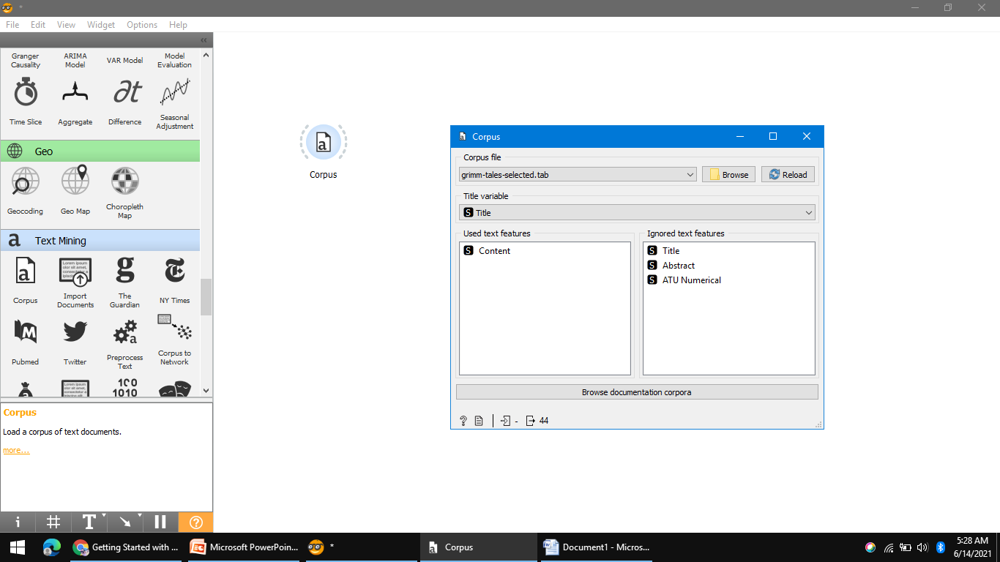 *
File Edit View Widget Options Help
Granger Causality
ARIMA Model
VAR Model
Model Evaluation
Time Slice
Aggregate
Difference
Seasonal Adjustment
Geo
Geocoding
Geo Map
Choropleth Map
a Text Mining
Corpus
Import Documents
The Guardian
NY Times
Pubmed
Twitter
Preprocess Text
Corpus to Network
Corpus
Load a corpus of text documents.
more...
Corpus
Corpus
Corpus file
grimm-tales-selected.tab
Browse
Reload
Title variable
S Title
Used text features
S Content
Ignored text features
S Title
S Abstract
S ATU Numerical
Browse documentation corpora
- 44
Getting Started with ...
Microsoft PowerPoin...
*
Corpus
Document1 - Micros...
5:28 AM
6/14/2021